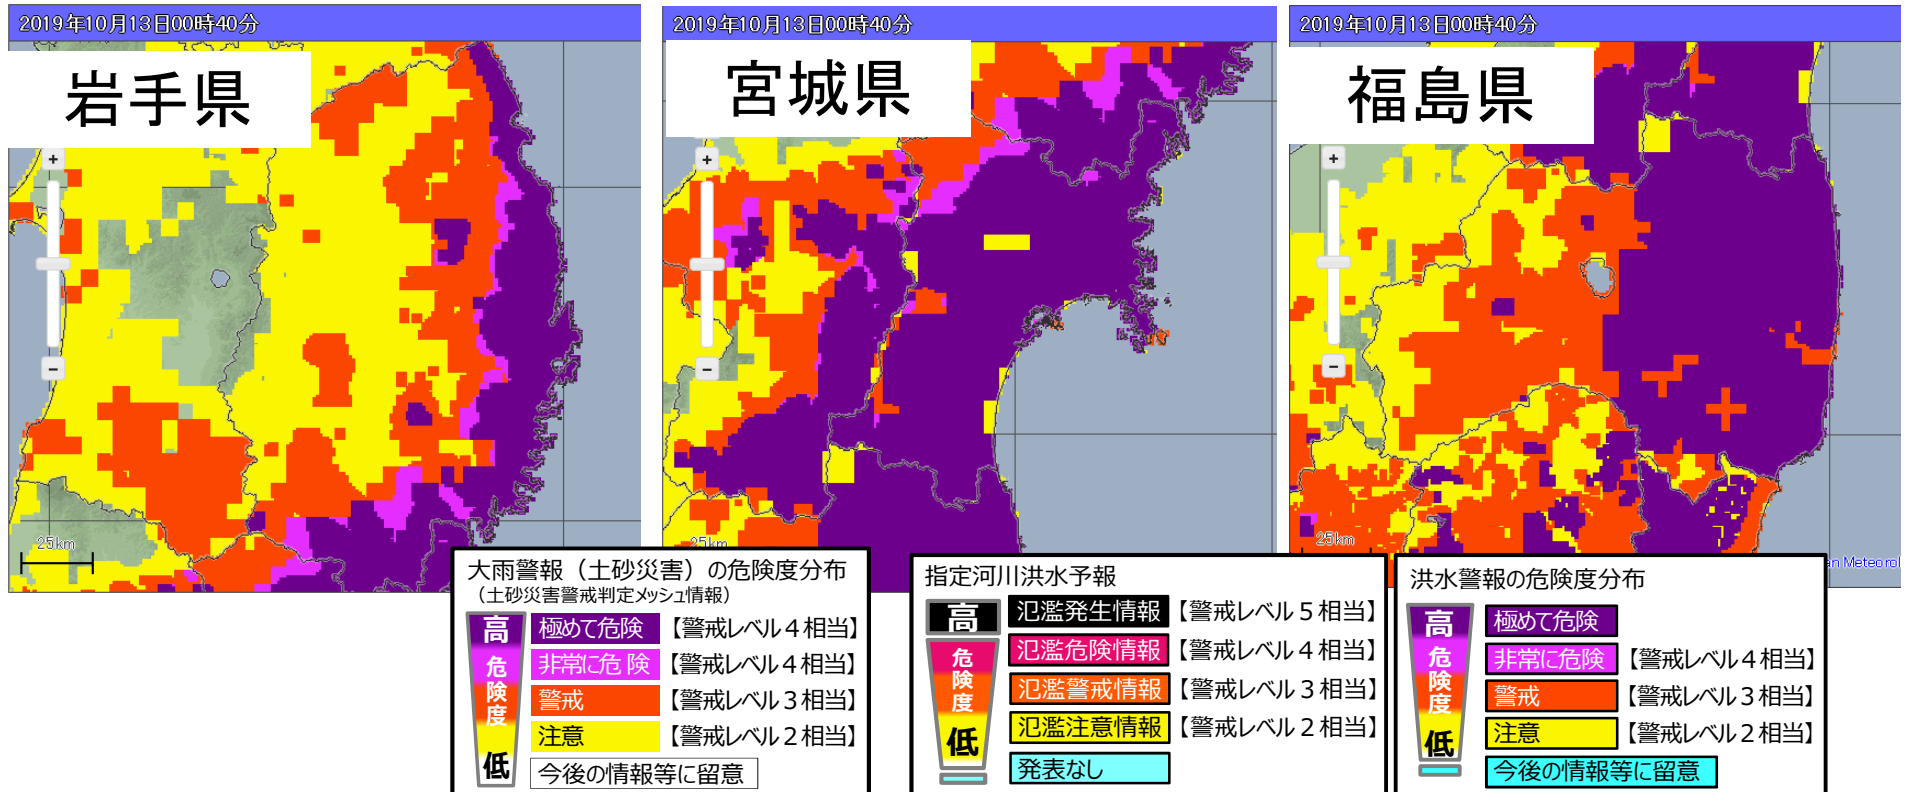 2019年10月13日00時40分
岩手県
+
−
25km
2019年10月13日00時40分
宮城県
+
−
25km
2019年10月13日00時40分
福島県
+
−
25km
an Meteorol
大雨警報（土砂災害）の危険度分布
（土砂災害警戒判定メッシュ情報）
高
危険度
低
極めて危険 【警戒レベル４相当】
非常に危険 【警戒レベル４相当】
警戒 【警戒レベル３相当】
注意 【警戒レベル２相当】
今後の情報等に留意
指定河川洪水予報
高
危険度
低
氾濫発生情報 【警戒レベル５相当】
氾濫危険情報 【警戒レベル４相当】
氾濫警戒情報 【警戒レベル３相当】
氾濫注意情報 【警戒レベル２相当】
発表なし
洪水警報の危険度分布
高
危険度
低
極めて危険
非常に危険 【警戒レベル４相当】
警戒 【警戒レベル３相当】
注意 【警戒レベル２相当】
今後の情報等に留意